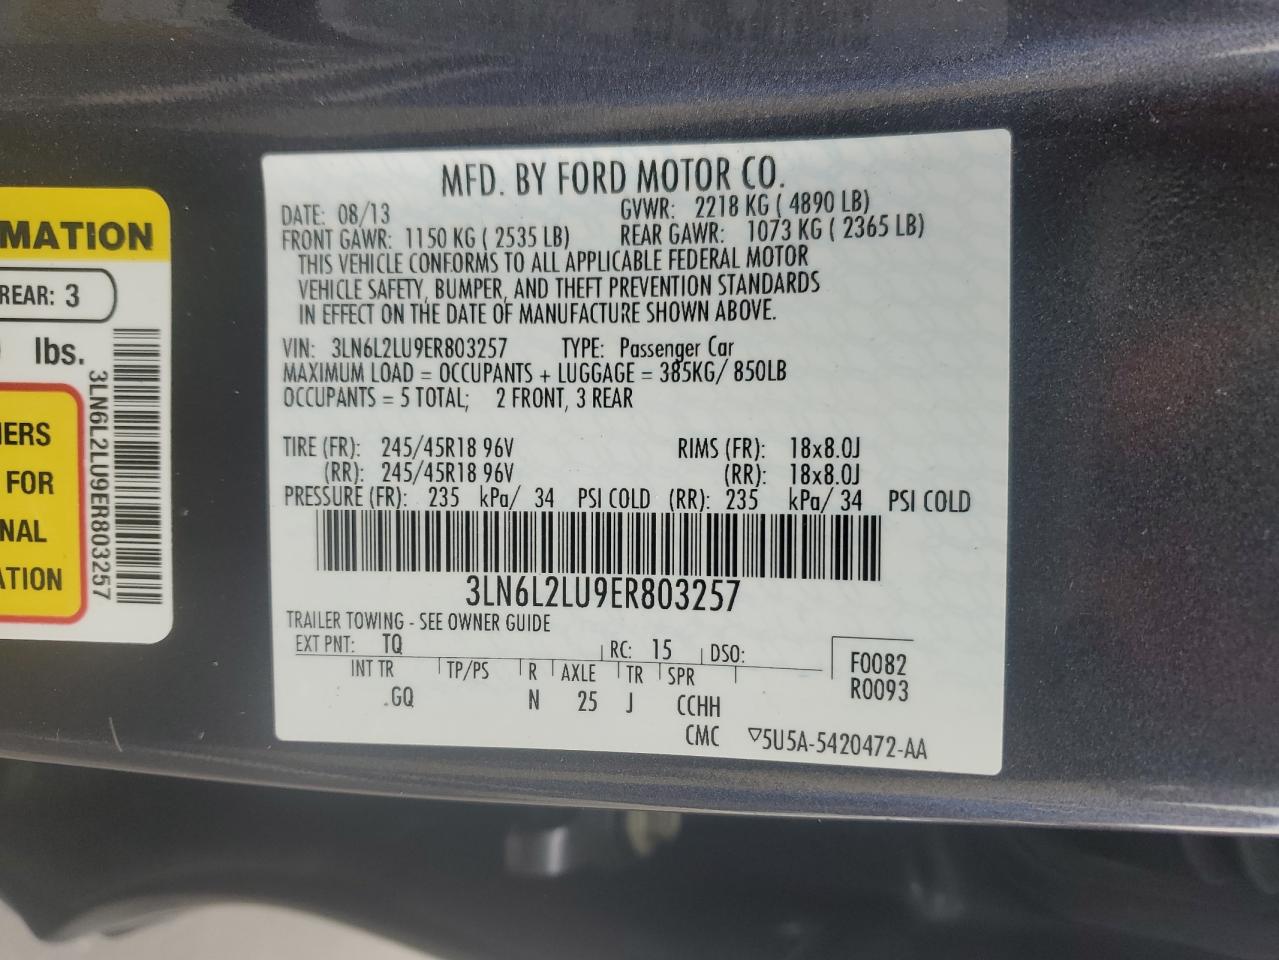 MATION
REAR: 3
lbs.
IERS
FOR
NAL
ATION
3LN6L2LU9ER803257
MFD. BY FORD MOTOR CO.
DATE: 08/13 GVWR: 2218 KG ( 4890 LB)
FRONT GAWR: 1150 KG ( 2535 LB) REAR GAWR: 1073 KG ( 2365 LB)
THIS VEHICLE CONFORMS TO ALL APPLICABLE FEDERAL MOTOR
VEHICLE SAFETY, BUMPER, AND THEFT PREVENTION STANDARDS
IN EFFECT ON THE DATE OF MANUFACTURE SHOWN ABOVE.
VIN: 3LN6L2LU9ER803257 TYPE: Passenger Car
MAXIMUM LOAD = OCCUPANTS + LUGGAGE = 385KG/ 850LB
OCCUPANTS = 5 TOTAL; 2 FRONT, 3 REAR
TIRE (FR): 245/45R18 96V RIMS (FR): 18x8.0J
(RR): 245/45R18 96V (RR): 18x8.0J
PRESSURE (FR): 235 kPa/ 34 PSI COLD (RR): 235 kPa/ 34 PSI COLD
3LN6L2LU9ER803257
TRAILER TOWING - SEE OWNER GUIDE
EXT PNT: TQ RC: 15 DSO:
INT TR TP/PS R AXLE TR SPR
.GQ N 25 J CCHH
F0082
R0093
CMC ▽5U5A-5420472-AA